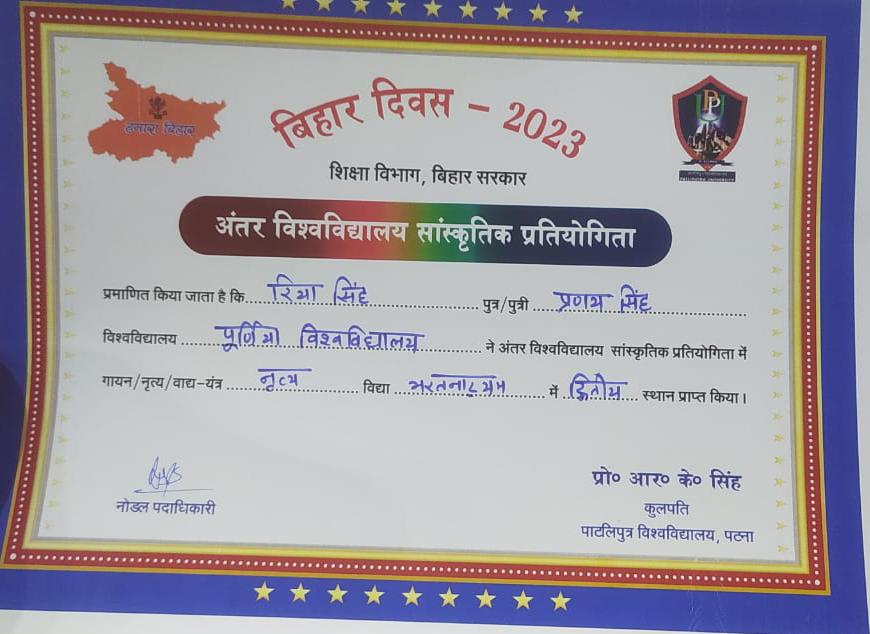 हमारा बिहार
बिहार दिवस - 2023
शिक्षा विभाग, बिहार सरकार
अंतर विश्वविद्यालय सांस्कृतिक प्रतियोगिता
प्रमाणित किया जाता है कि रिया सिंह पुत्र/पुत्री प्रणय सिंह
विश्वविद्यालय पूर्णिया विश्वविद्यालय ने अंतर विश्वविद्यालय सांस्कृतिक प्रतियोगिता में
गायन/नृत्य/वाद्य-यंत्र नृत्य विद्या भरतनाट्यम में द्वितीय स्थान प्राप्त किया।
नोडल पदाधिकारी
प्रो० आर० के० सिंह
कुलपति
पाटलिपुत्र विश्वविद्यालय, पटना